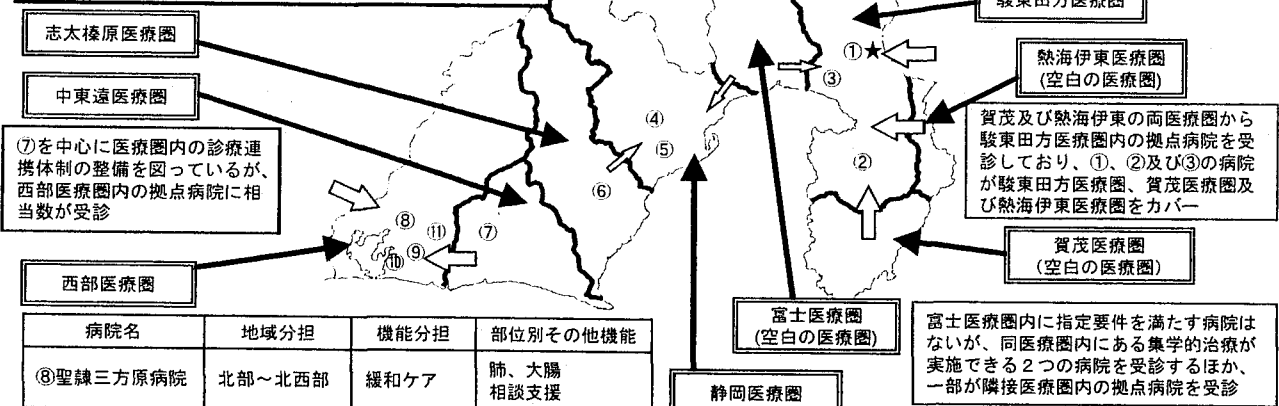 駿東田方医療圏
志太榛原医療圏
①★
熱海伊東医療圏
(空白の医療圏)
③
中東遠医療圏
賀茂及び熱海伊東の両医療圏から
駿東田方医療圏内の拠点病院を受
診しており、①、②及び③の病院
が駿東田方医療圏、賀茂医療圏及
び熱海伊東医療圏をカバー
④
⑤
②
⑦を中心に医療圏内の診療連
携体制の整備を図っているが、
西部医療圏内の拠点病院に相
当数が受診
⑥
⑧
⑪
⑦
⑨
⑩
賀茂医療圏
(空白の医療圏)
西部医療圏
富士医療圏
(空白の医療圏)
富士医療圏内に指定要件を満たす病院は
ないが、同医療圏内にある集学的治療が
実施できる2つの病院を受診するほか、
一部が隣接医療圏内の拠点病院を受診
病院名 地域分担 機能分担 部位別その他機能
⑧聖隷三方原病院 北部~北西部 緩和ケア 肺、大腸
相談支援
静岡医療圏